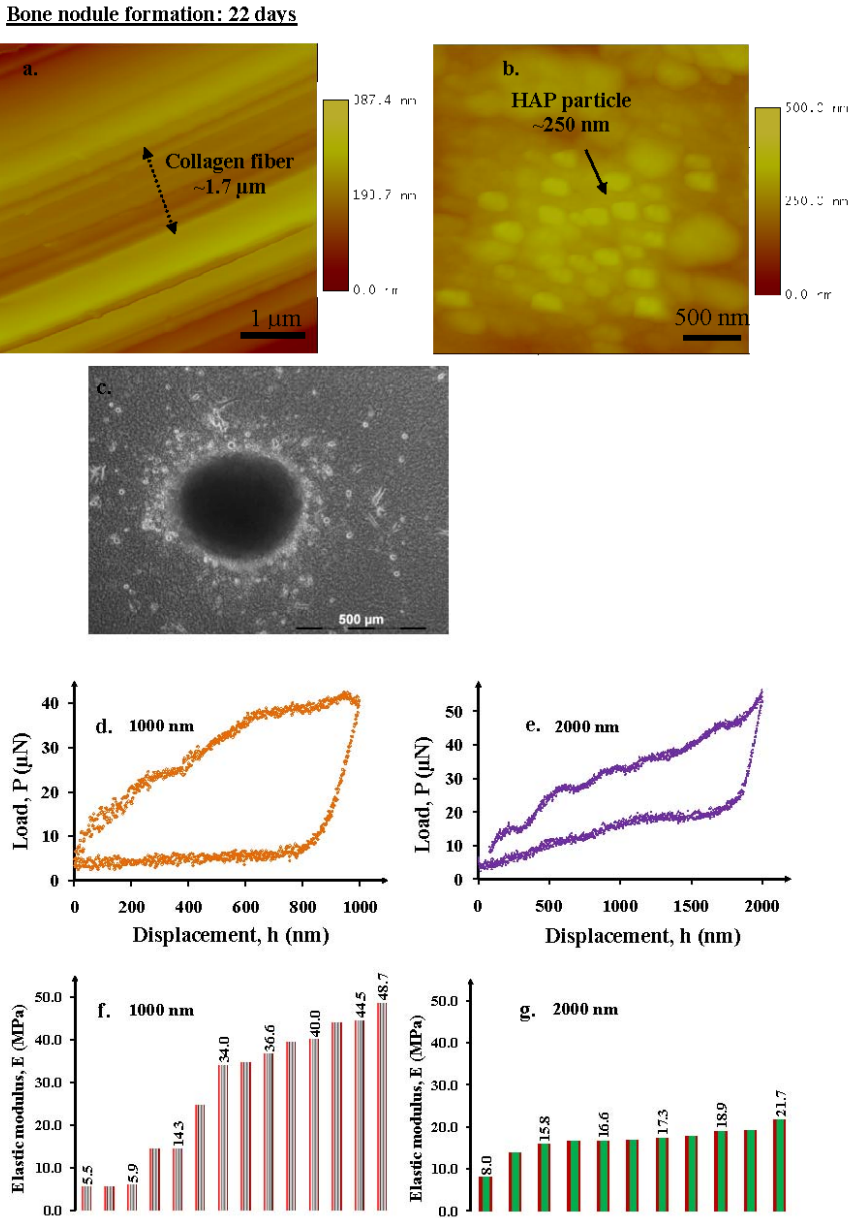 Bone nodule formation: 22 days
a.
387.4 nm
Collagen fiber
~1.7 µm
191.7 nm
0.0 nm
1 µm
b.
HAP particle
~250 nm
500.0 nm
250.0 nm
0.0 nm
500 nm
c.
500 µm
d. 1000 nm
Load, P (µN)
40
30
20
10
0
0 200 400 600 800 1000
Displacement, h (nm)
e. 2000 nm
Load, P (µN)
50
40
30
20
10
0
0 500 1000 1500 2000
Displacement, h (nm)
f. 1000 nm
Elastic modulus, E (MPa)
50.0
40.0
30.0
20.0
10.0
0.0
5.5 5.9 14.3 34.0 36.6 40.0 44.5 48.7
g. 2000 nm
Elastic modulus, E (MPa)
50.0
40.0
30.0
20.0
10.0
0.0
8.0 15.8 16.6 17.3 18.9 21.7